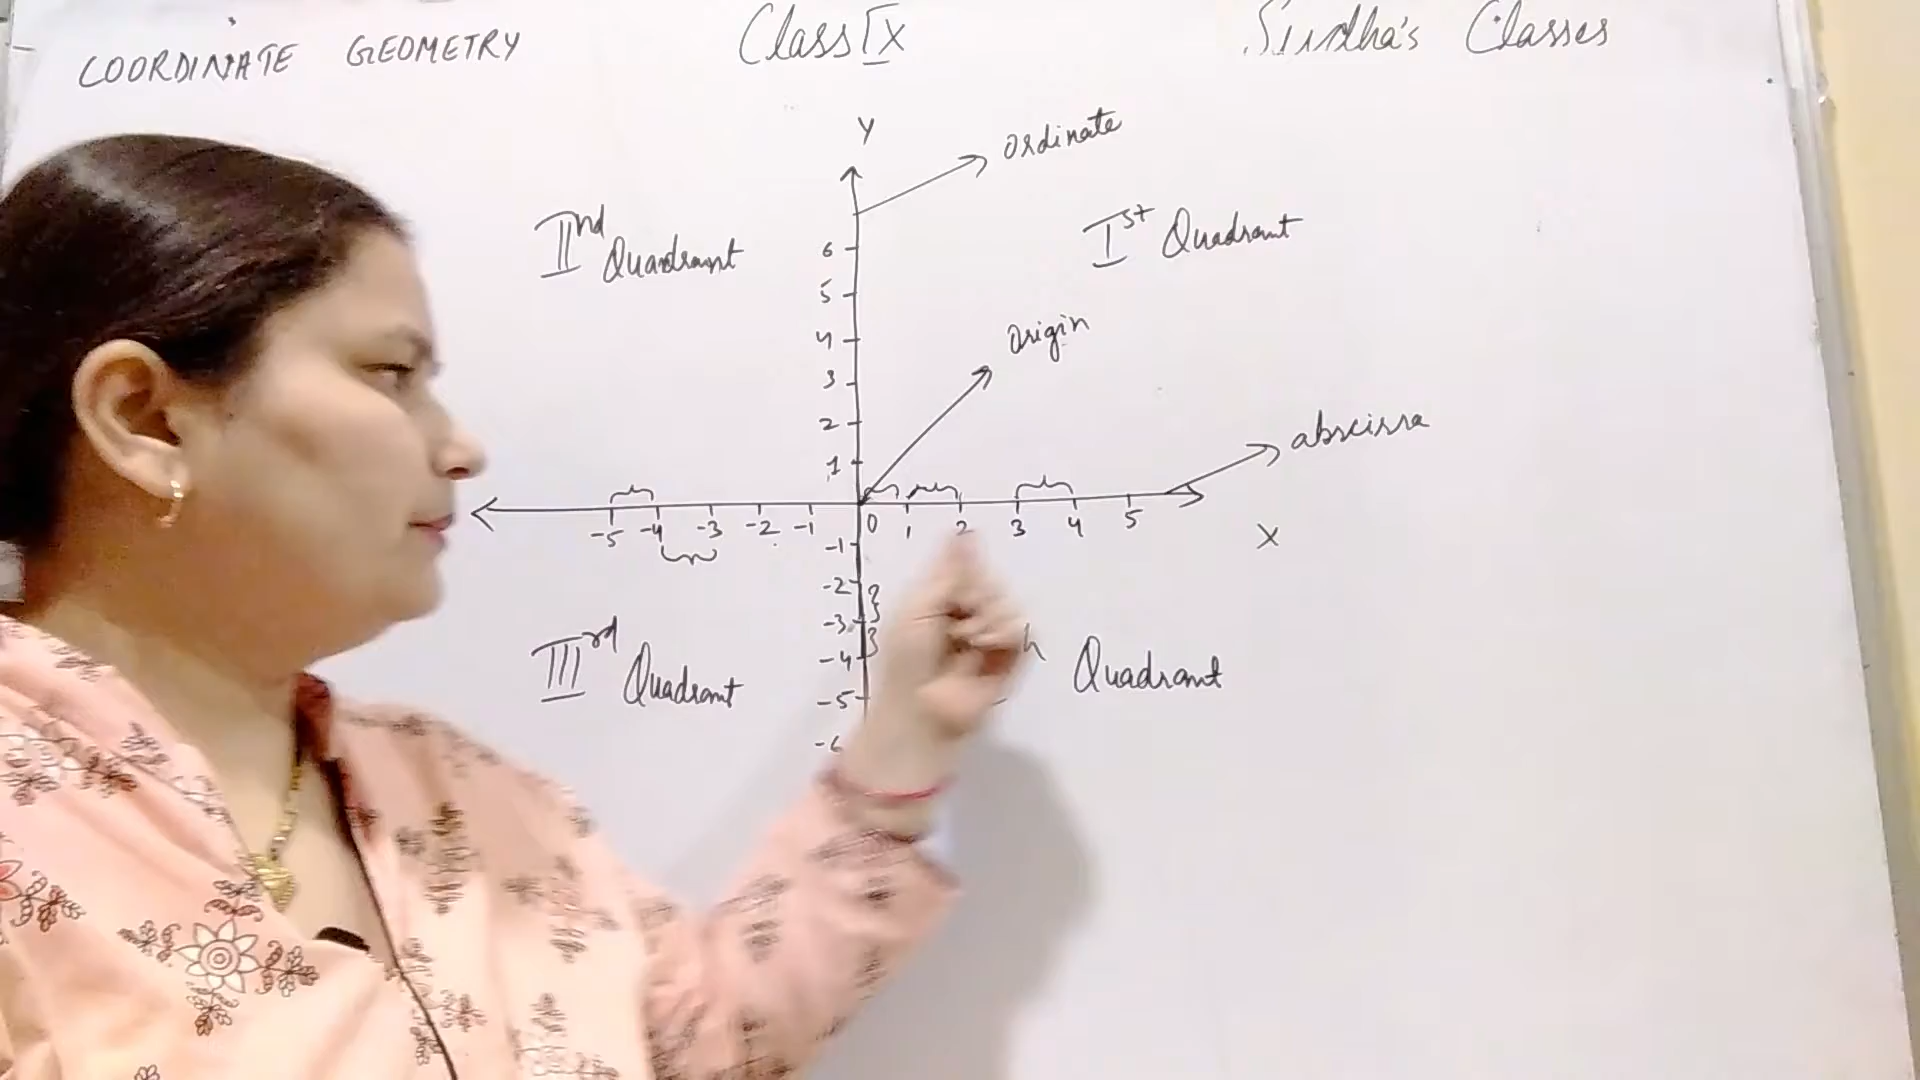 COORDINATE GEOMETRY
Class IX
Classes
Y
ordinate
IInd Quadrant
Ist Quadrant
6
5
4
3
2
1
origin
abscissa
-5 -4 -3 -2 -1 0 1 2 3 4 5
X
-1
-2
-3
-4
-5
IIIrd Quadrant
Quadrant